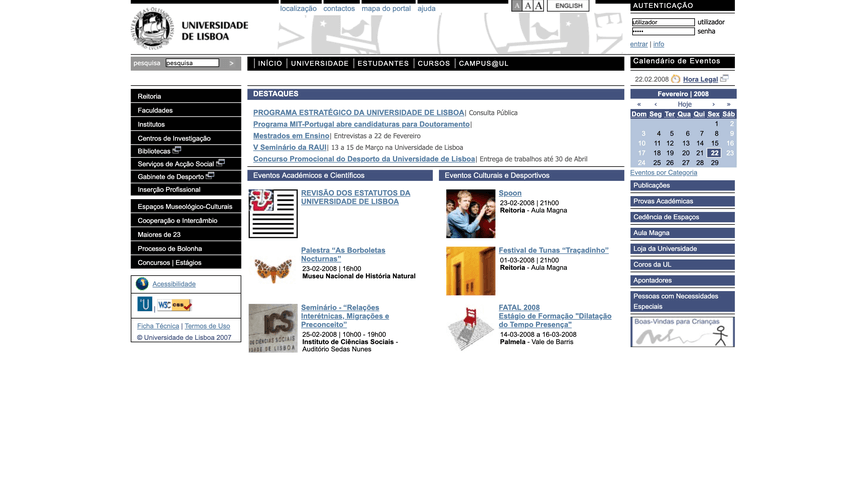 UNIVERSIDADE
DE LISBOA
localização contactos mapa do portal ajuda
A A A
ENGLISH
AUTENTICAÇÃO
utilizador utilizador
senha
entrar | info
pesquisa pesquisa >
INÍCIO | UNIVERSIDADE | ESTUDANTES | CURSOS | CAMPUS@UL
Calendário de Eventos
22.02.2008 Hora Legal
Reitoria
Faculdades
Institutos
Centros de Investigação
Bibliotecas
Serviços de Acção Social
Gabinete de Desporto
Inserção Profissional
Espaços Museológico-Culturais
Cooperação e Intercâmbio
Maiores de 23
Processo de Bolonha
Concursos | Estágios
Acessibilidade
U | W3C css
Ficha Técnica | Termos de Uso
© Universidade de Lisboa 2007
DESTAQUES
PROGRAMA ESTRATÉGICO DA UNIVERSIDADE DE LISBOA| Consulta Pública
Programa MIT-Portugal abre candidaturas para Doutoramento|
Mestrados em Ensino| Entrevistas a 22 de Fevereiro
V Seminário da RAUI| 13 a 15 de Março na Universidade de Lisboa
Concurso Promocional do Desporto da Universidade de Lisboa| Entrega de trabalhos até 30 de Abril
Eventos Académicos e Científicos
REVISÃO DOS ESTATUTOS DA
UNIVERSIDADE DE LISBOA
Palestra "As Borboletas
Nocturnas"
23-02-2008 | 16h00
Museu Nacional de História Natural
ICS
Seminário - "Relações
Interétnicas, Migrações e
Preconceito"
25-02-2008 | 10h00 - 19h00
Instituto de Ciências Sociais -
Auditório Sedas Nunes
Eventos Culturais e Desportivos
Spoon
23-02-2008 | 21h00
Reitoria - Aula Magna
Festival de Tunas "Traçadinho"
01-03-2008 | 21h00
Reitoria - Aula Magna
FATAL 2008
Estágio de Formação "Dilatação
do Tempo Presença"
14-03-2008 a 16-03-2008
Palmela - Vale de Barris
Fevereiro | 2008
« ‹ Hoje › »
Dom Seg Ter Qua Qui Sex Sáb
1 2
3 4 5 6 7 8 9
10 11 12 13 14 15 16
17 18 19 20 21 22 23
24 25 26 27 28 29
Eventos por Categoria
Publicações
Provas Académicas
Cedência de Espaços
Aula Magna
Loja da Universidade
Coros da UL
Apontadores
Pessoas com Necessidades
Especiais
Boas-Vindas para Crianças